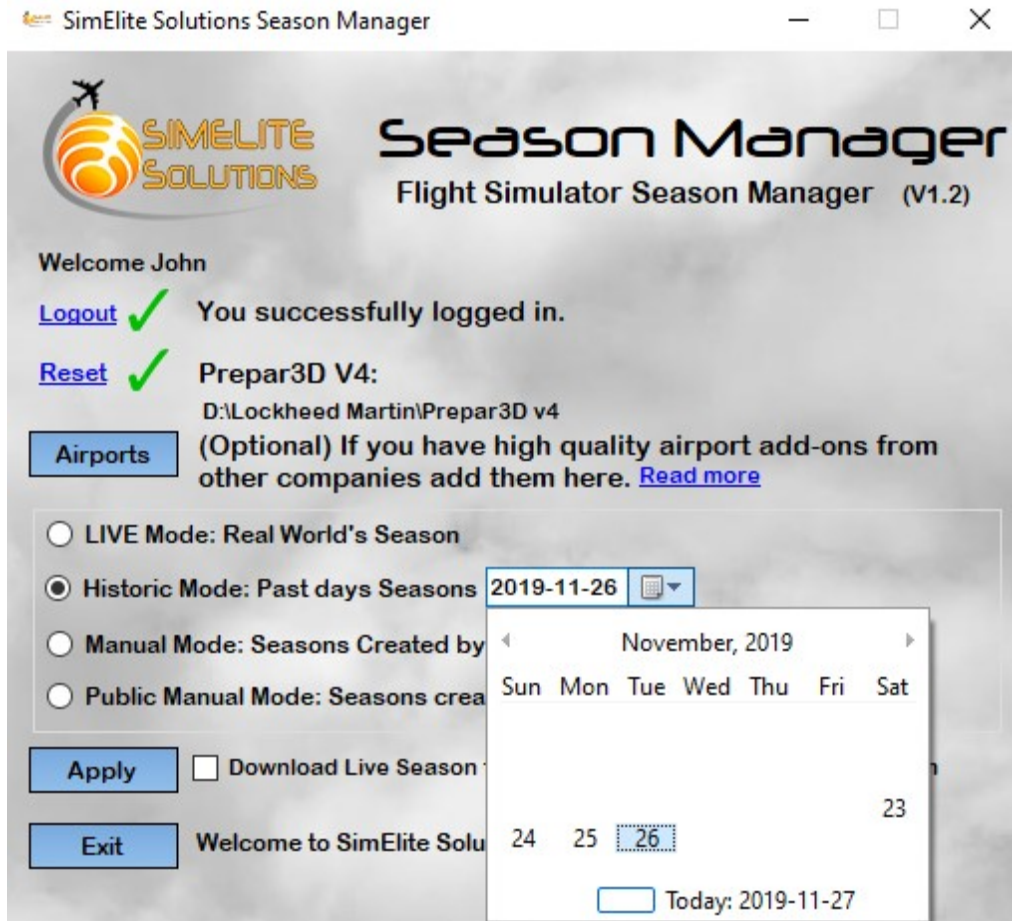 SimElite Solutions Season Manager
SIMELITE
SOLUTIONS
Season Manager
Flight Simulator Season Manager (V1.2)
Welcome John
Logout You successfully logged in.
Reset Prepar3D V4:
D:\Lockheed Martin\Prepar3D v4
Airports (Optional) If you have high quality airport add-ons from
other companies add them here. Read more
LIVE Mode: Real World's Season
Historic Mode: Past days Seasons 2019-11-26
Manual Mode: Seasons Created by
November, 2019
Public Manual Mode: Seasons crea
Sun Mon Tue Wed Thu Fri Sat
Apply Download Live Season
23
24 25 26
Exit Welcome to SimElite Solu
Today: 2019-11-27